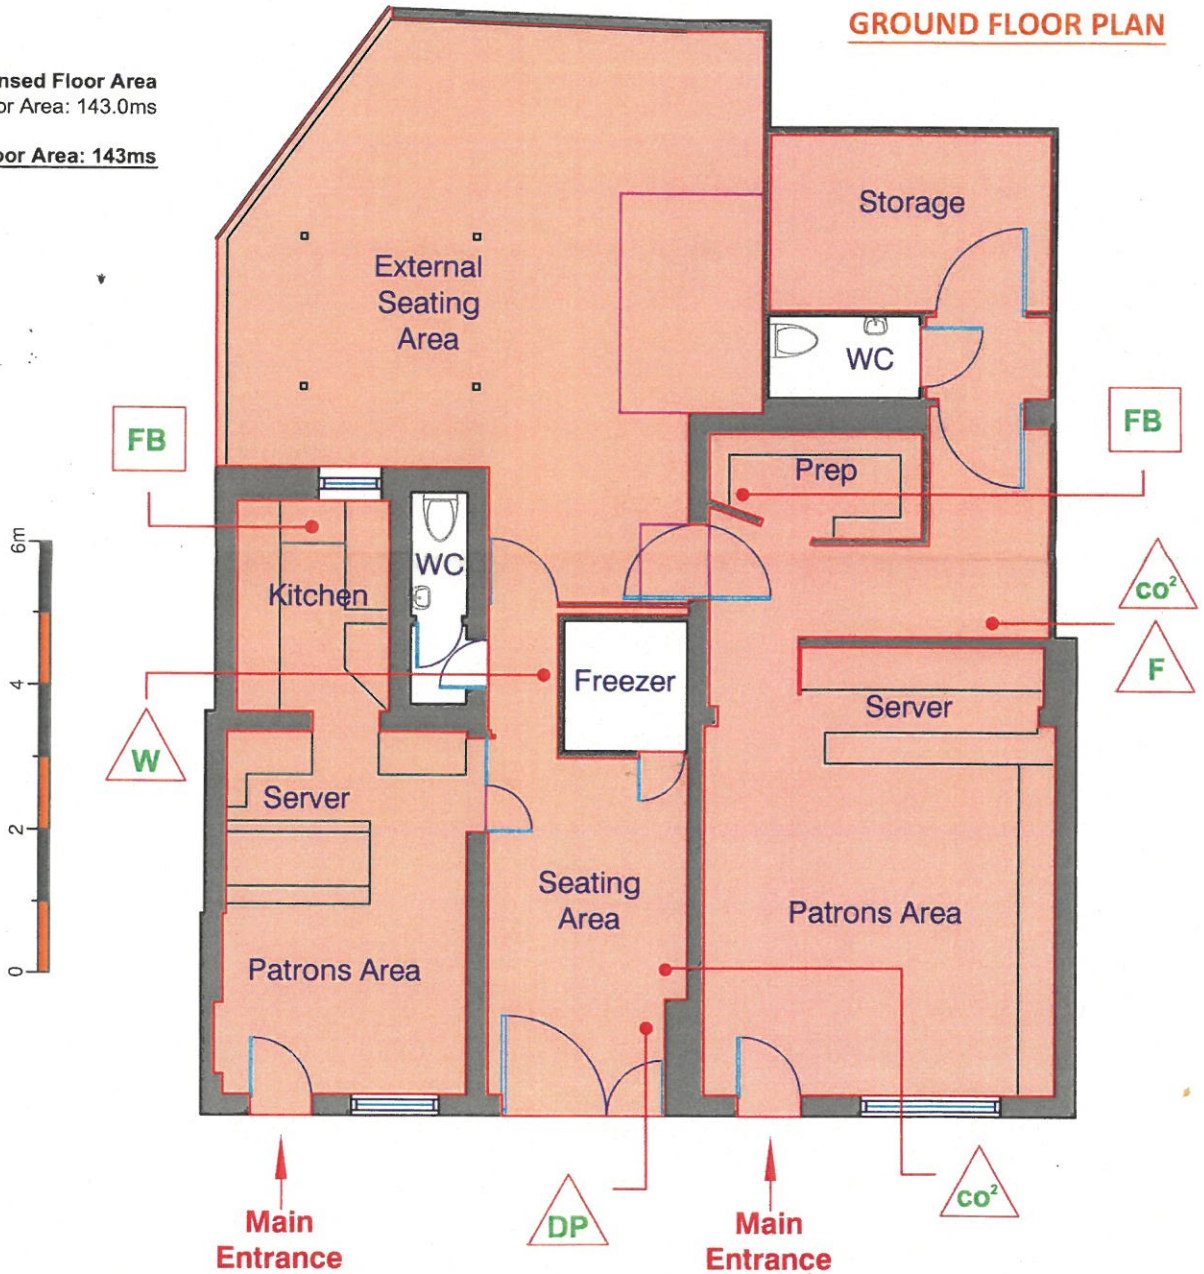 GROUND FLOOR PLAN
nsed Floor Area
or Area: 143.0ms
oor Area: 143ms
Storage
External
Seating
Area
WC
FB
FB
Prep
6m
WC
Kitchen
co²
Freezer
F
4
Server
W
Server
2
Seating
Area
Patrons Area
Patrons Area
0
co²
DP
Main
Entrance
Main
Entrance